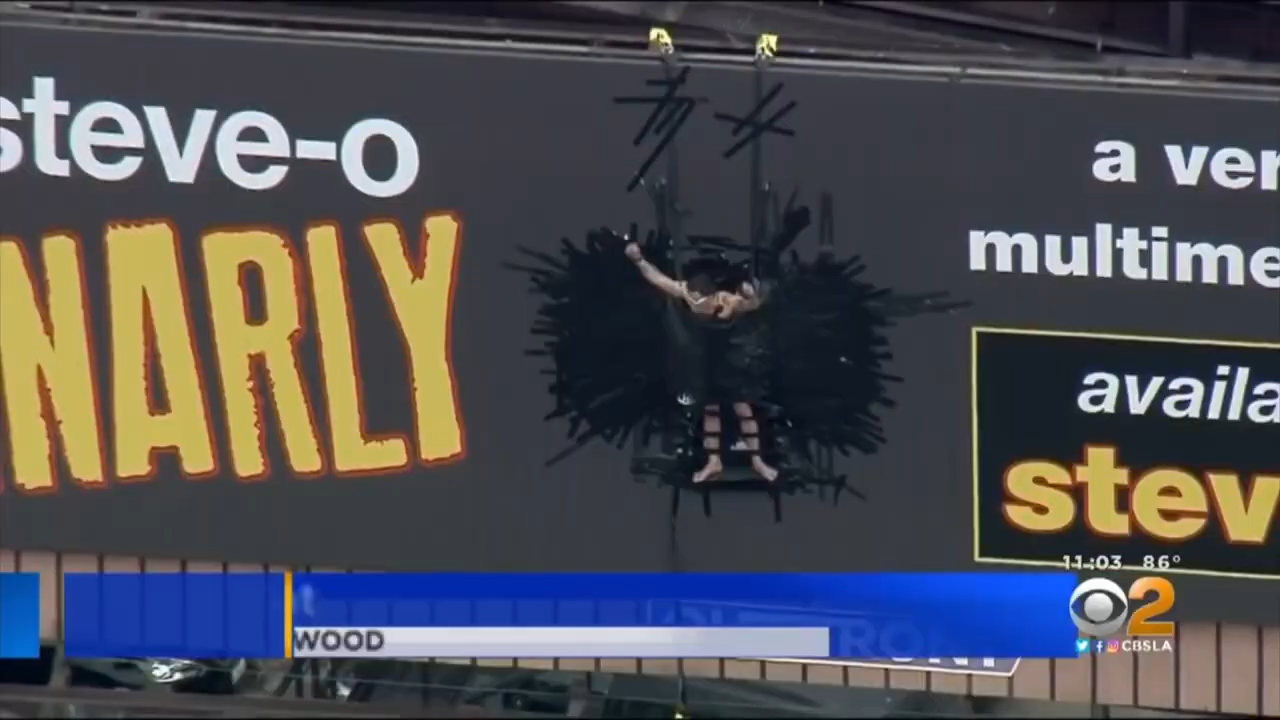 steve-o
NARLY
a ver
multime
availa
stev
11:03 86°
2
WOOD
CBSLA